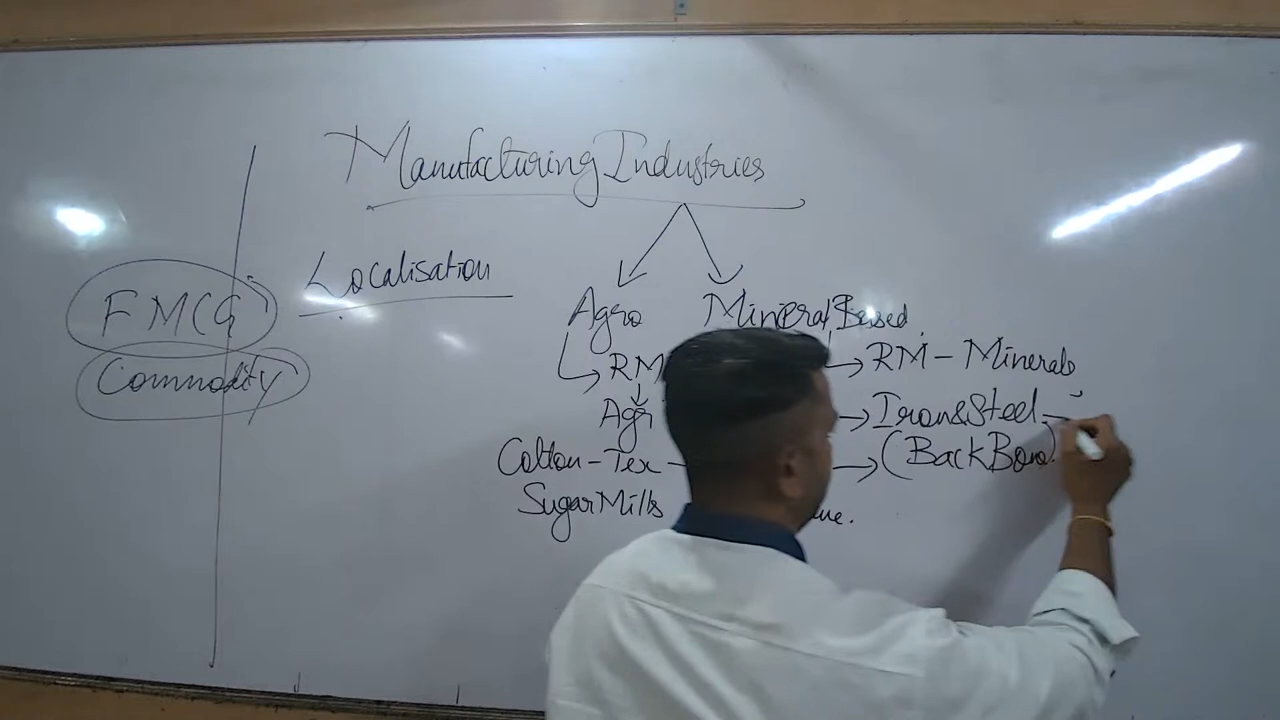 Manufacturing Industries
Localisation
FMCG
Commodity
Agro
Mineral Based
RM
RM - Minerals
Agri
Iron & Steel
(Back Bone)
Cotton - Tex
Sugar Mills